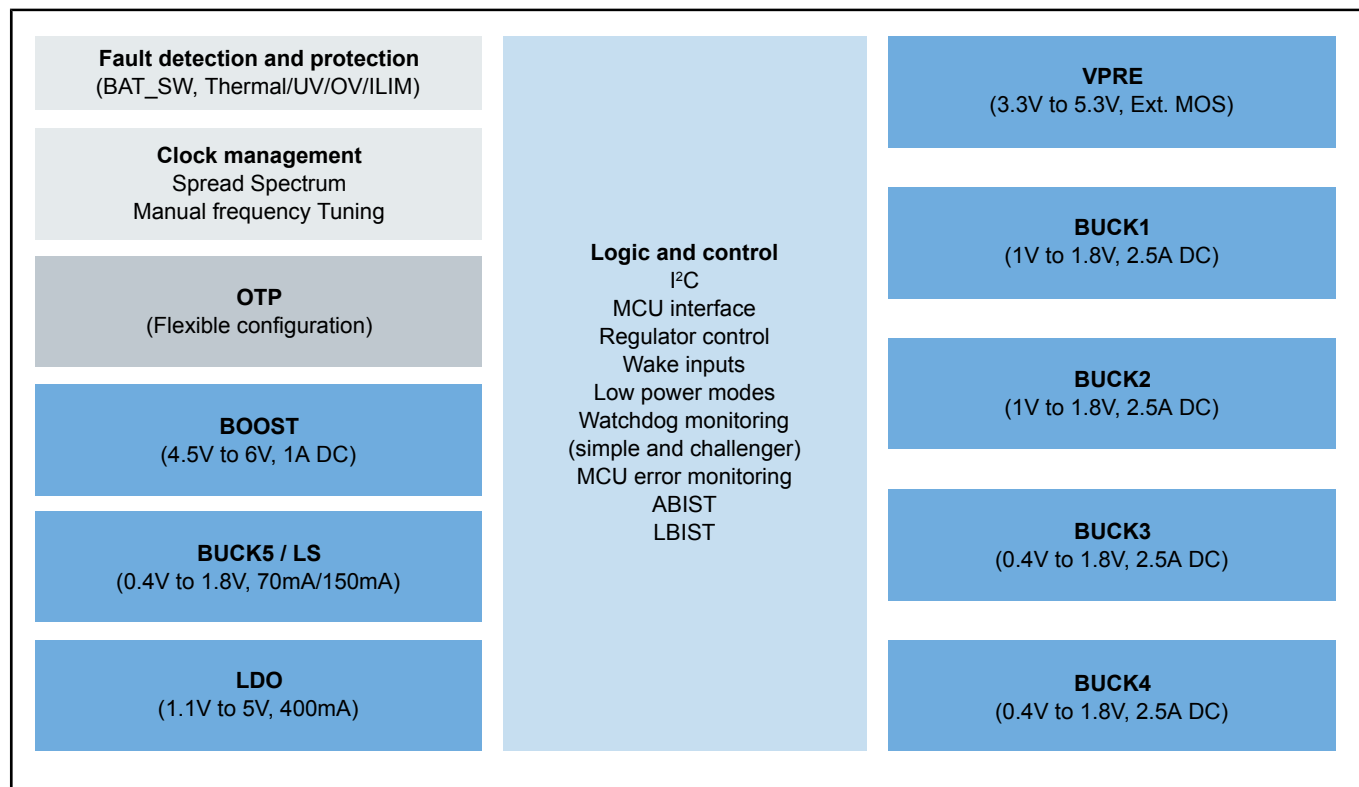 Fault detection and protection
(BAT_SW, Thermal/UV/OV/ILIM)
Clock management
Spread Spectrum
Manual frequency Tuning
OTP
(Flexible configuration)
BOOST
(4.5V to 6V, 1A DC)
BUCK5 / LS
(0.4V to 1.8V, 70mA/150mA)
LDO
(1.1V to 5V, 400mA)
Logic and control
I²C
MCU interface
Regulator control
Wake inputs
Low power modes
Watchdog monitoring
(simple and challenger)
MCU error monitoring
ABIST
LBIST
VPRE
(3.3V to 5.3V, Ext. MOS)
BUCK1
(1V to 1.8V, 2.5A DC)
BUCK2
(1V to 1.8V, 2.5A DC)
BUCK3
(0.4V to 1.8V, 2.5A DC)
BUCK4
(0.4V to 1.8V, 2.5A DC)